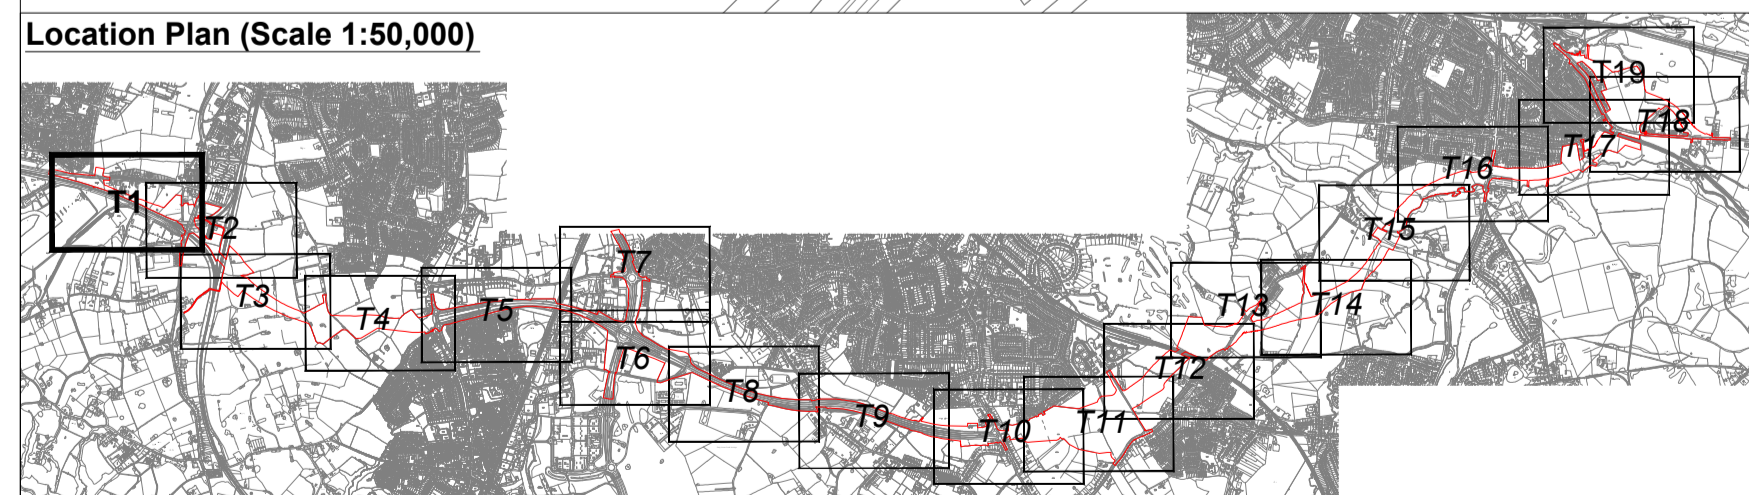 Location Plan (Scale 1:50,000)
T1
T2
T3
T4
T5
T6
T7
T8
T9
T10
T11
T12
T13
T14
T15
T16
T17
T18
T19